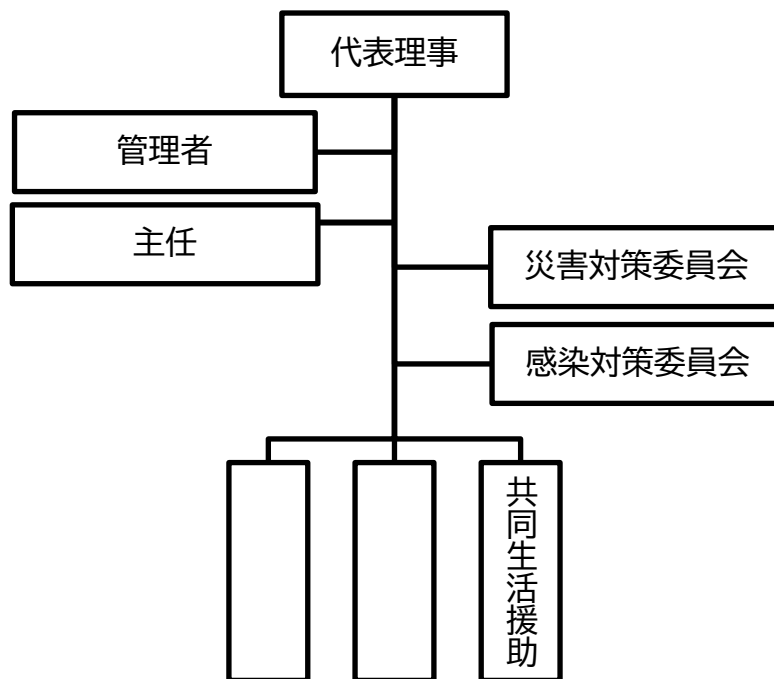 代表理事
管理者
主任
災害対策委員会
感染対策委員会
共同生活援助